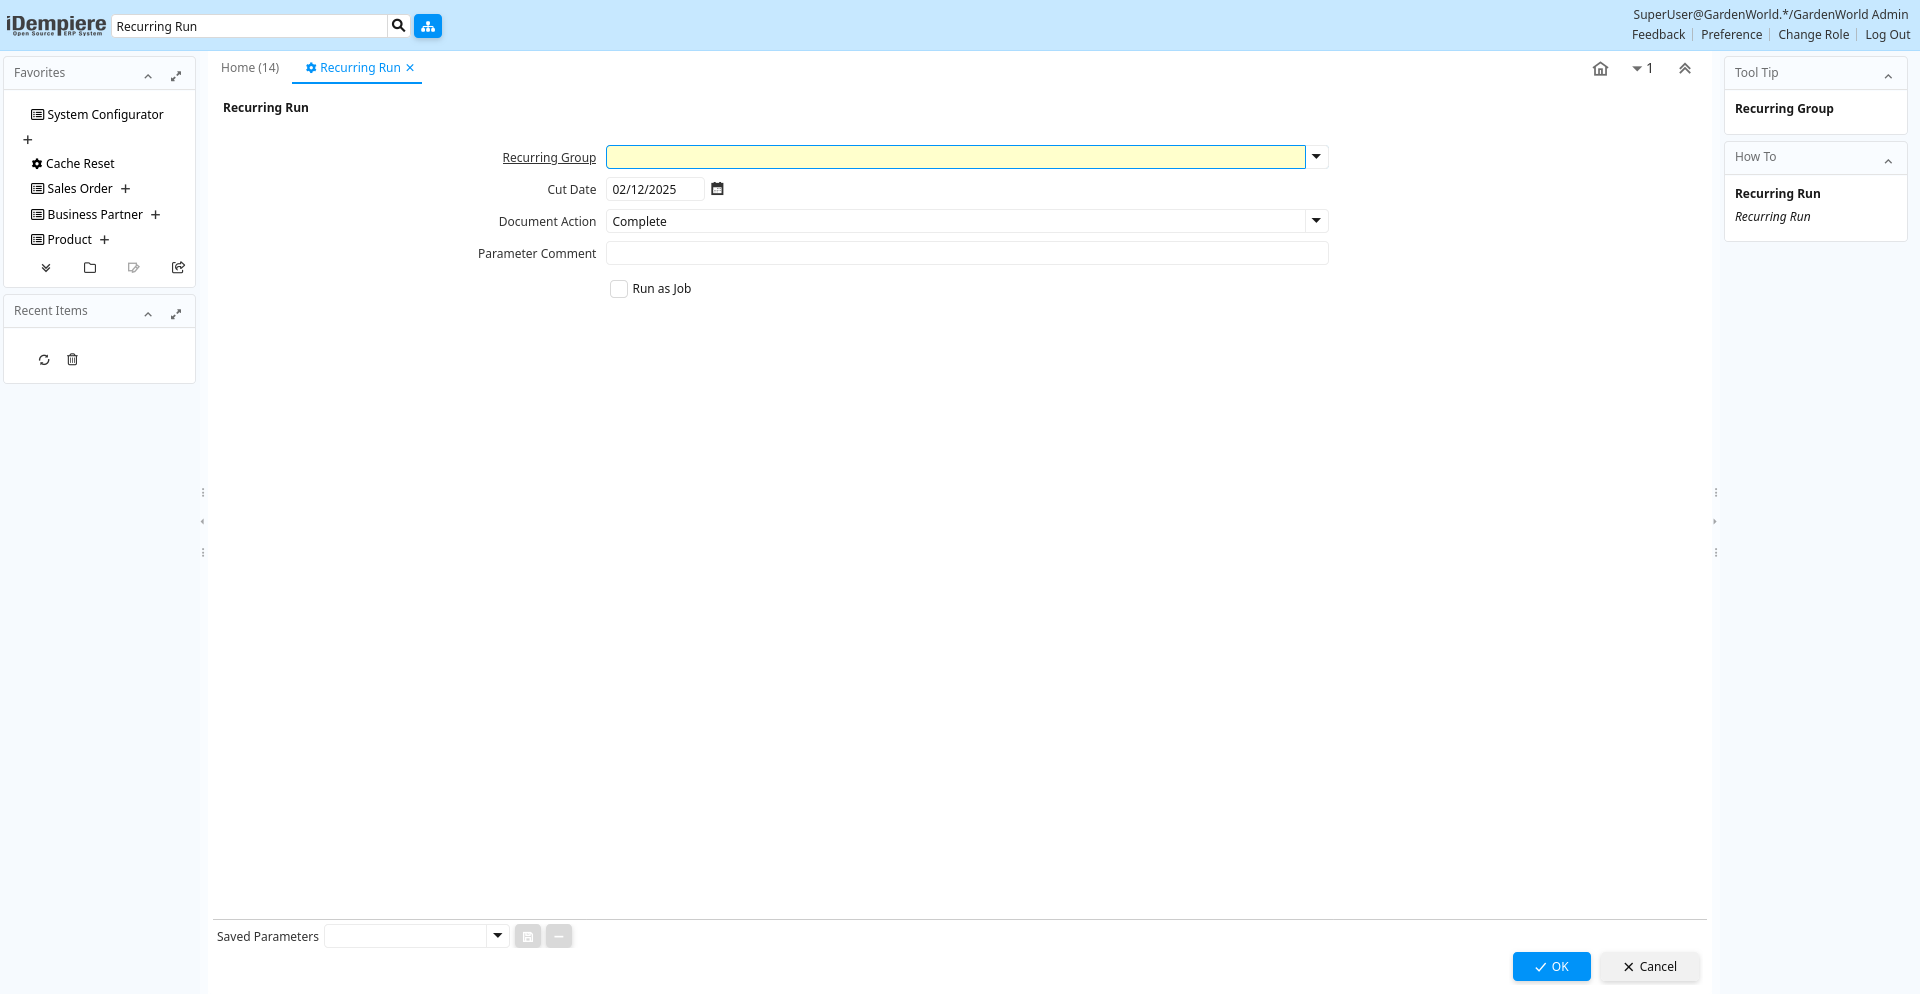 iDempiere
Open Source ERP System
Recurring Run
SuperUser@GardenWorld.*/GardenWorld Admin
Feedback
Preference
Change Role
Log Out
Favorites
System Configurator
Cache Reset
Sales Order
Business Partner
Product
Recent Items
Home (14)
Recurring Run
1
Recurring Run
Recurring Group
Cut Date 02/12/2025
Document Action Complete
Parameter Comment
Run as Job
Saved Parameters
OK
Cancel
Tool Tip
Recurring Group
How To
Recurring Run
Recurring Run